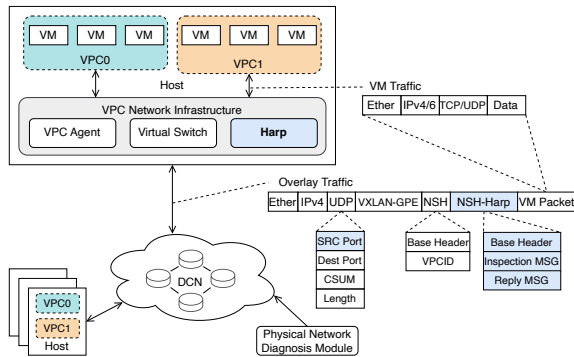 VM VM VM VM VM VM
VPC0 VPC1
Host
VPC Network Infrastructure
VPC Agent Virtual Switch Harp
VM Traffic
Ether IPv4/6 TCP/UDP Data
Overlay Traffic
Ether IPv4 UDP VXLAN-GPE NSH NSH-Harp VM Packet
SRC Port
Dest Port
CSUM
Length
Base Header
VPCID
Base Header
Inspection MSG
Reply MSG
DCN
VPC0
VPC1
Host
Physical Network
Diagnosis Module